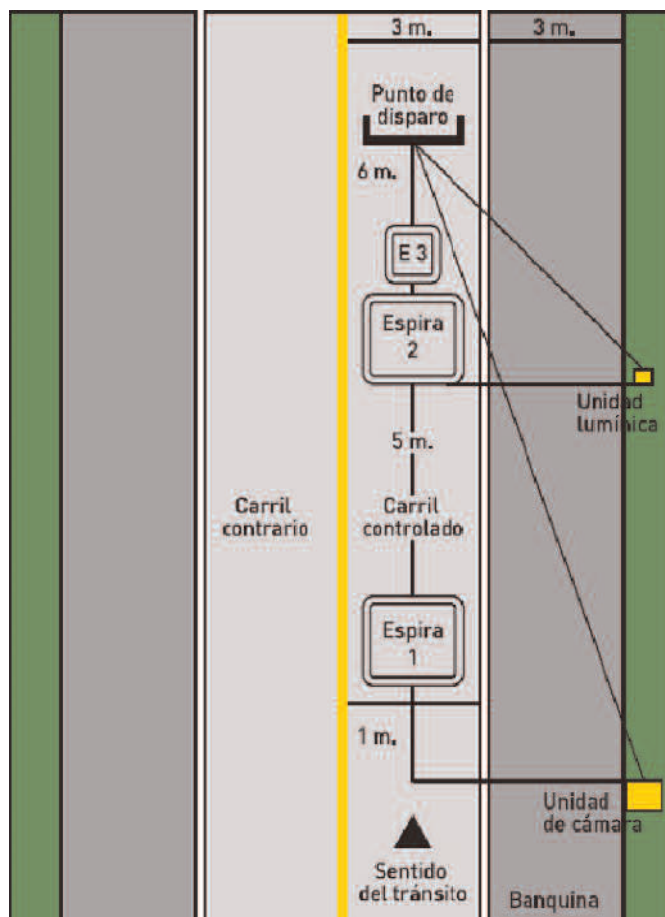 3 m.
3 m.
Punto de
disparo
6 m.
E 3
Espira
2
Unidad
lumínica
5 m.
Carril
contrario
Carril
controlado
Espira
1
1 m.
Unidad
de cámara
Sentido
del tránsito
Banquina